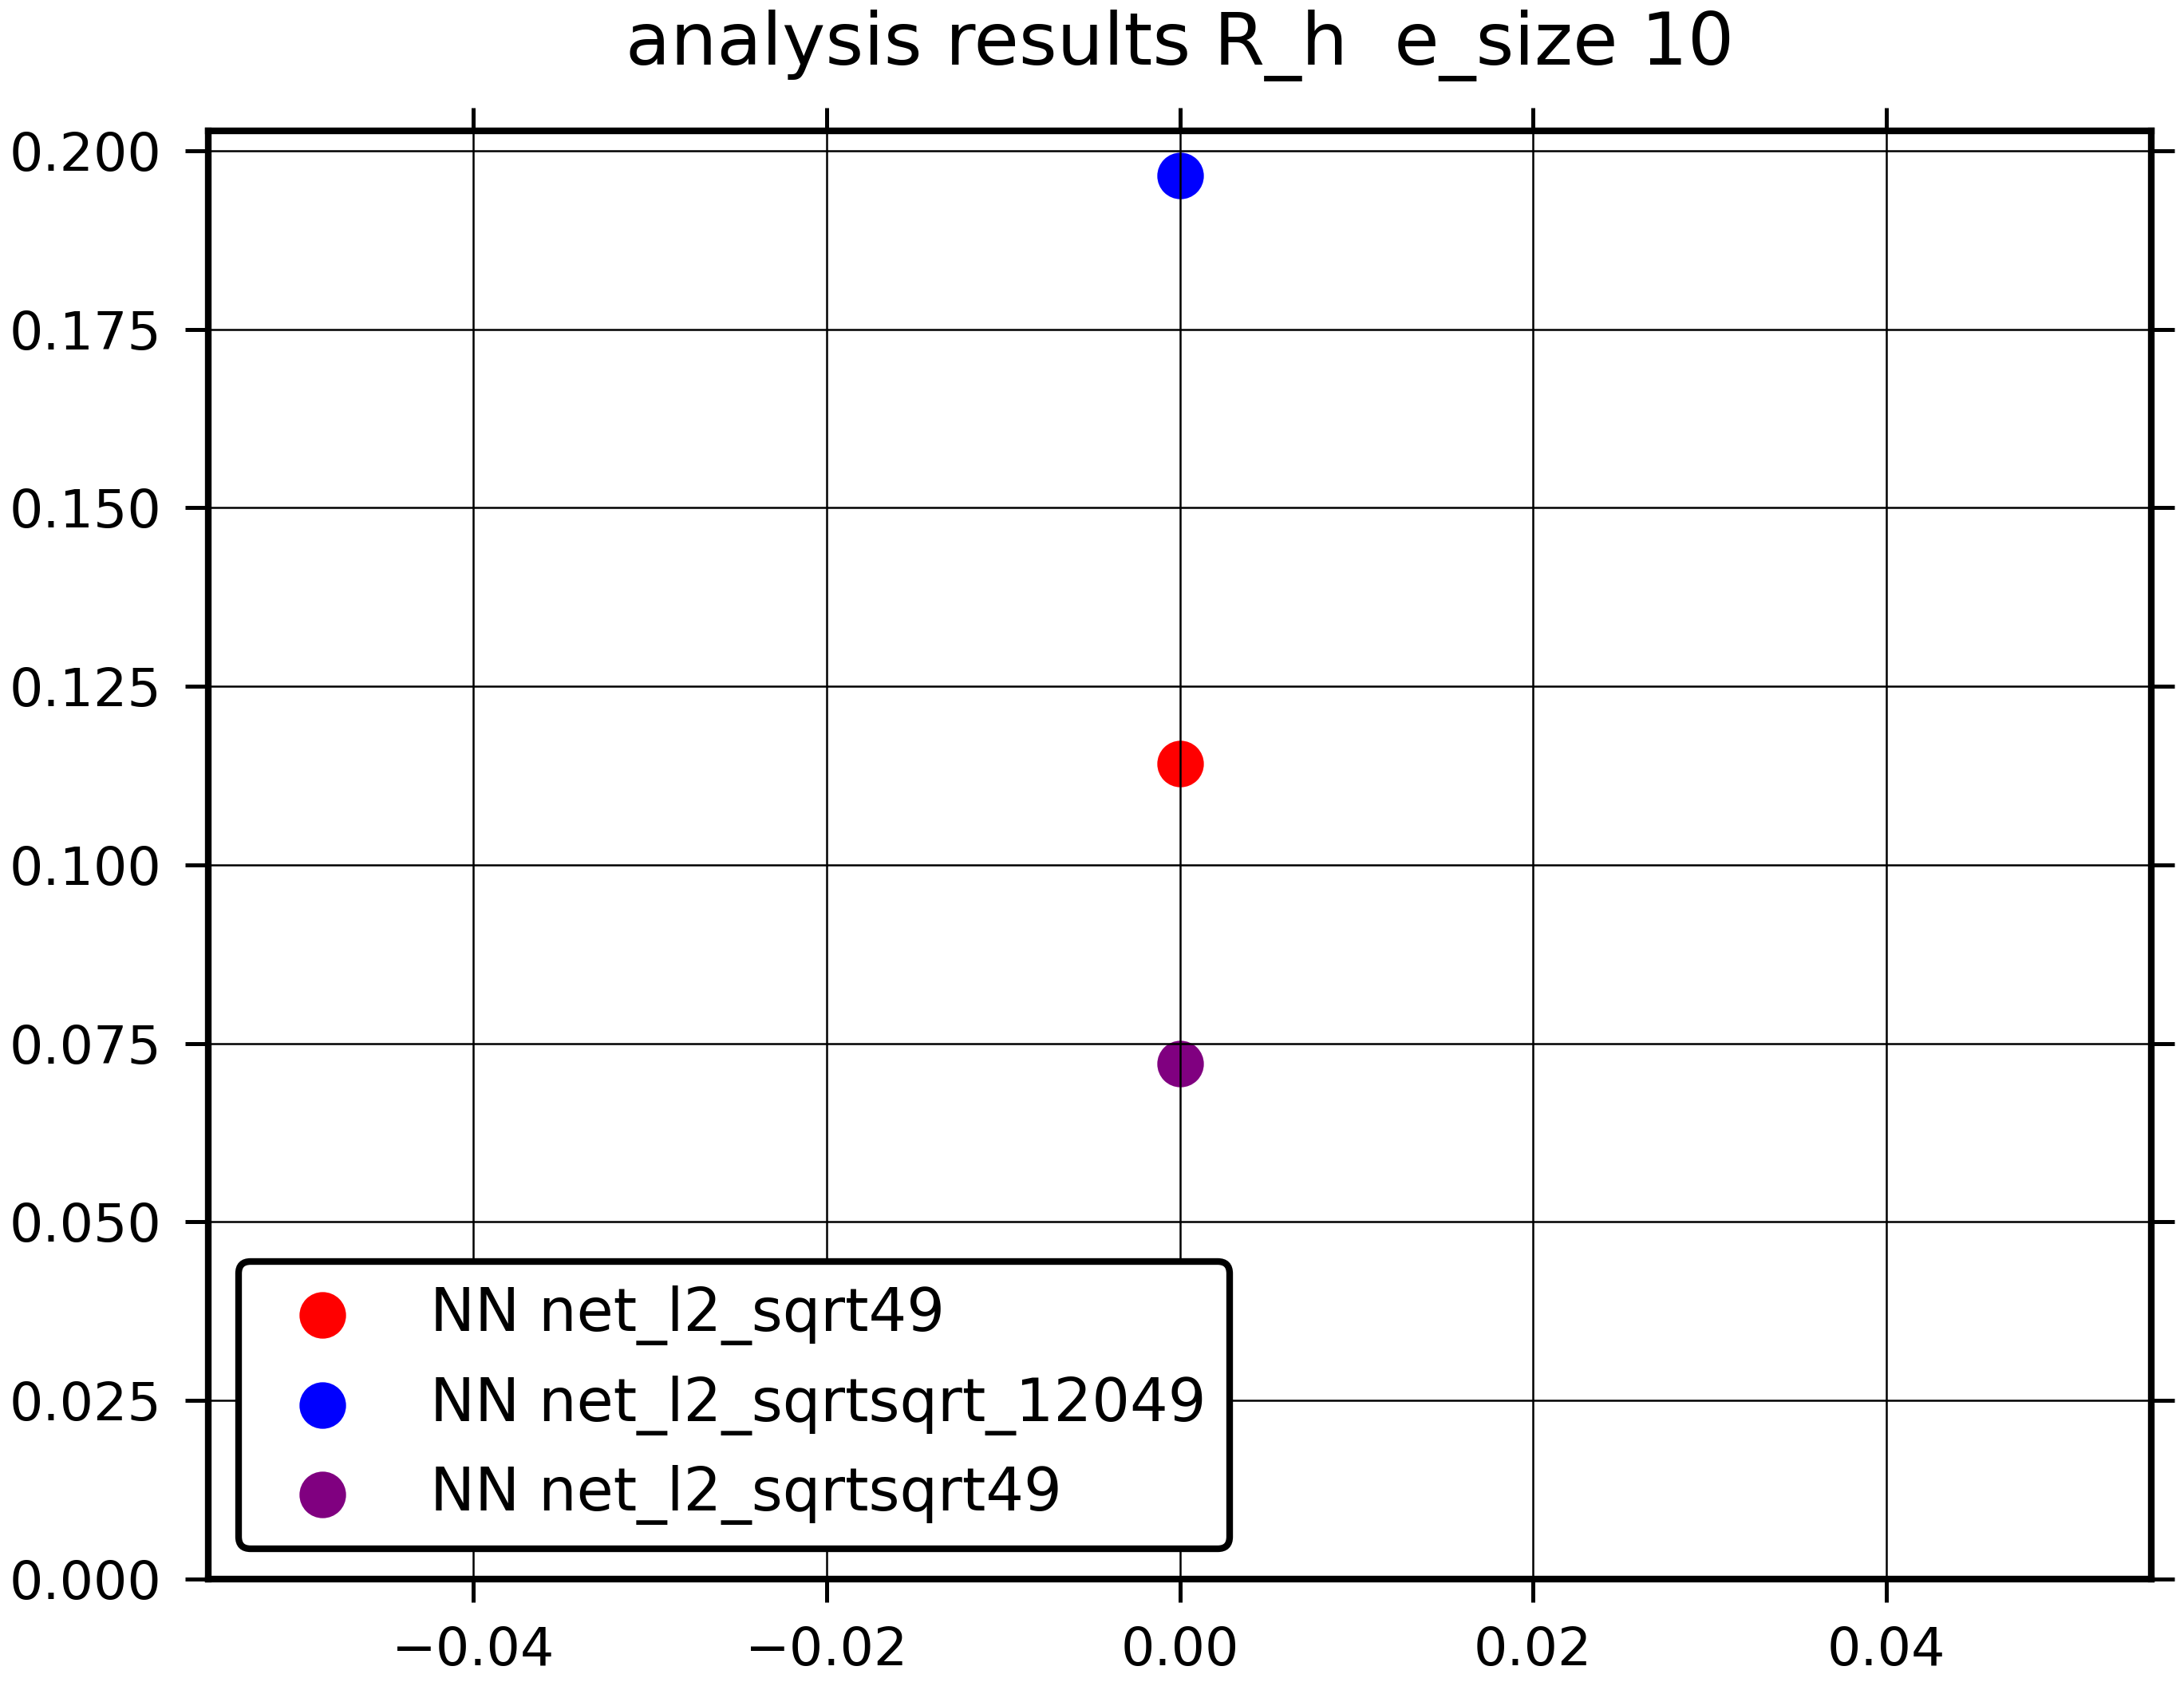 analysis results R_h  e_size 10
0.200
0.175
0.150
0.125
0.100
0.075
0.050
0.025
0.000
NN net_l2_sqrt49
NN net_l2_sqrtsqrt_12049
NN net_l2_sqrtsqrt49
−0.04 −0.02 0.00 0.02 0.04